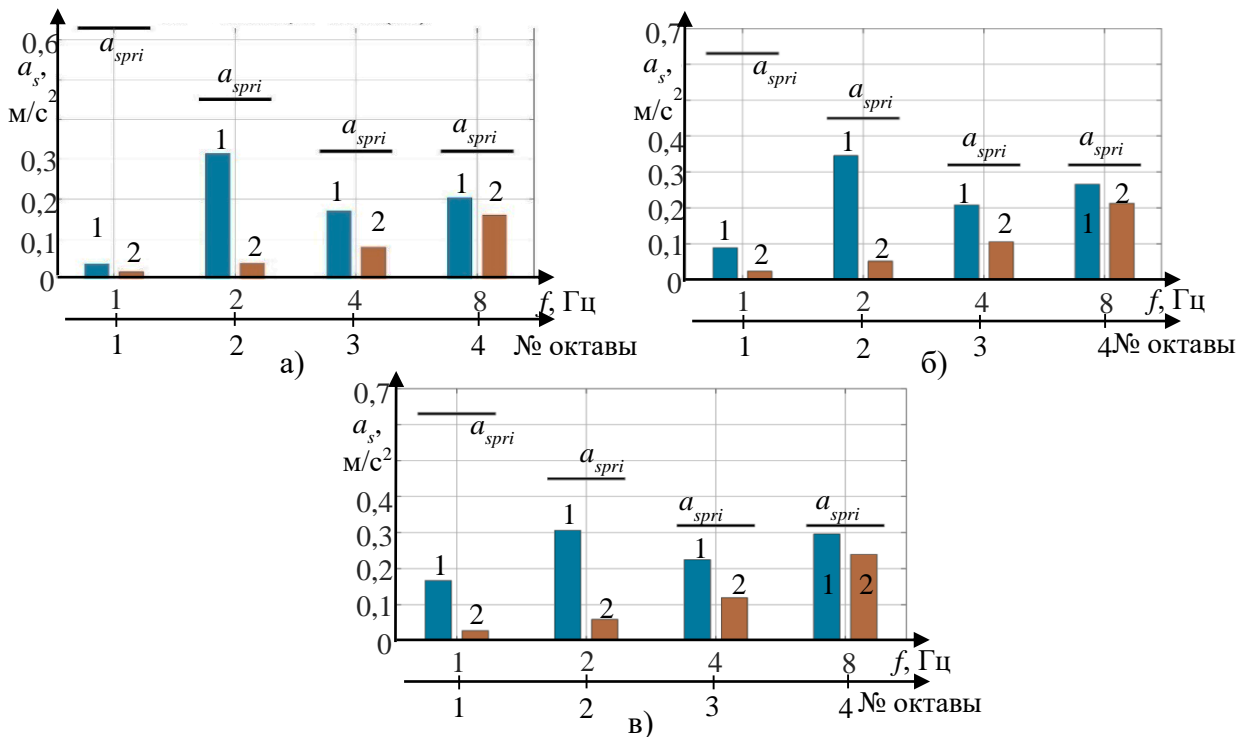 0,6
a_s,
м/с²
0,3
0,2
0,1
0
a_spri
a_spri
a_spri
a_spri
1 2
1 2
1 2
1 2
1 2 4 8 f, Гц
1 2 3 4 № октавы
а)
0,7
a_s,
м/с²
0,4
0,3
0,2
0,1
0
a_spri
a_spri
a_spri
a_spri
1 2
1 2
1 2
1 2
1 2 4 8 f, Гц
1 2 3 4 № октавы
б)
0,7
a_s,
м/с²
0,4
0,3
0,2
0,1
0
a_spri
a_spri
a_spri
a_spri
1 2
1 2
1 2
1 2
1 2 4 8 f, Гц
1 2 3 4 № октавы
в)